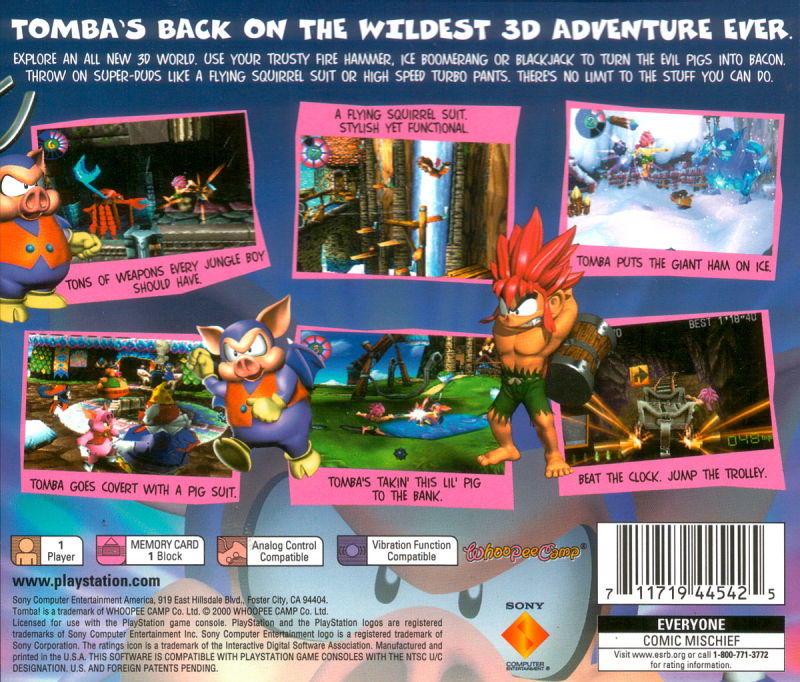 TOMBA'S BACK ON THE WILDEST 3D ADVENTURE EVER.
EXPLORE AN ALL NEW 3D WORLD. USE YOUR TRUSTY FIRE HAMMER, ICE BOOMERANG OR BLACKJACK TO TURN THE EVIL PIGS INTO BACON.
THROW ON SUPER-DUDS LIKE A FLYING SQUIRREL SUIT OR HIGH SPEED TURBO PANTS. THERE'S NO LIMIT TO THE STUFF YOU CAN DO.
TONS OF WEAPONS EVERY JUNGLE BOY
SHOULD HAVE.
A FLYING SQUIRREL SUIT.
STYLISH YET FUNCTIONAL.
TOMBA PUTS THE GIANT HAM ON ICE.
TOMBA GOES COVERT WITH A PIG SUIT.
TOMBA'S TAKIN' THIS LIL' PIG
TO THE BANK.
BEST 1'18"40
BEAT THE CLOCK. JUMP THE TROLLEY.
1
Player
MEMORY CARD
1 Block
Analog Control
Compatible
Vibration Function
Compatible
WhoopeeCamp®
www.playstation.com
Sony Computer Entertainment America, 919 East Hillsdale Blvd., Foster City, CA 94404.
Tomba! is a trademark of WHOOPEE CAMP Co. Ltd. © 2000 WHOOPEE CAMP Co. Ltd.
Licensed for use with the PlayStation game console. PlayStation and the PlayStation logos are registered
trademarks of Sony Computer Entertainment Inc. Sony Computer Entertainment logo is a registered trademark of
Sony Corporation. The ratings icon is a trademark of the Interactive Digital Software Association. Manufactured and
printed in the U.S.A. THIS SOFTWARE IS COMPATIBLE WITH PLAYSTATION GAME CONSOLES WITH THE NTSC U/C
DESIGNATION. U.S. AND FOREIGN PATENTS PENDING.
SONY
COMPUTER
ENTERTAINMENT®
7 11719 44542 5
EVERYONE
COMIC MISCHIEF
Visit www.esrb.org or call 1-800-771-3772
for rating information.